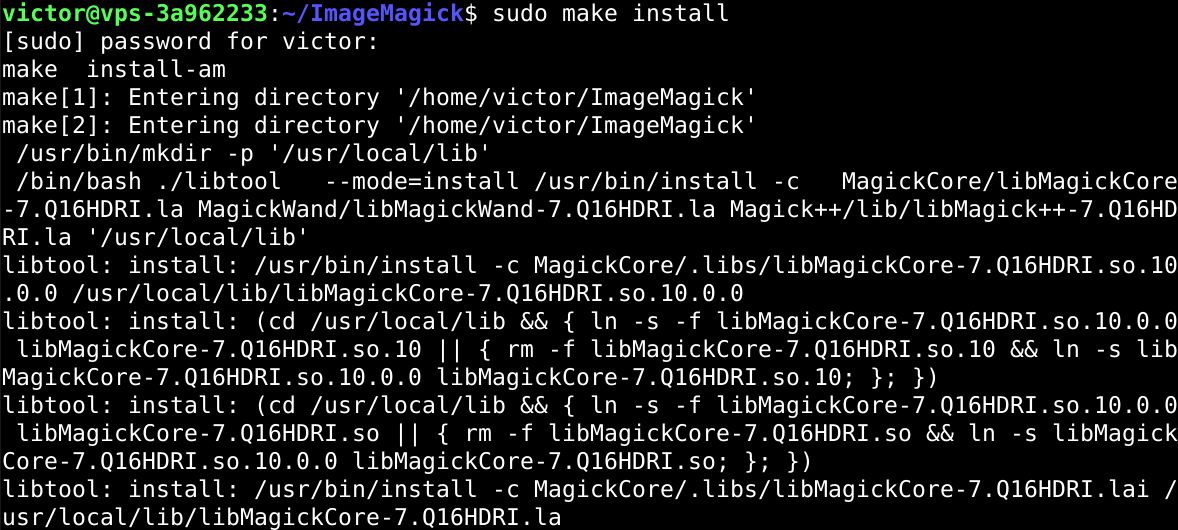 victor@vps-3a962233:~/ImageMagick$ sudo make install
[sudo] password for victor:
make  install-am
make[1]: Entering directory '/home/victor/ImageMagick'
make[2]: Entering directory '/home/victor/ImageMagick'
 /usr/bin/mkdir -p '/usr/local/lib'
 /bin/bash ./libtool   --mode=install /usr/bin/install -c   MagickCore/libMagickCore
-7.Q16HDRI.la MagickWand/libMagickWand-7.Q16HDRI.la Magick++/lib/libMagick++-7.Q16HD
RI.la '/usr/local/lib'
libtool: install: /usr/bin/install -c MagickCore/.libs/libMagickCore-7.Q16HDRI.so.10
.0.0 /usr/local/lib/libMagickCore-7.Q16HDRI.so.10.0.0
libtool: install: (cd /usr/local/lib && { ln -s -f libMagickCore-7.Q16HDRI.so.10.0.0
 libMagickCore-7.Q16HDRI.so.10 || { rm -f libMagickCore-7.Q16HDRI.so.10 && ln -s lib
MagickCore-7.Q16HDRI.so.10.0.0 libMagickCore-7.Q16HDRI.so.10; }; })
libtool: install: (cd /usr/local/lib && { ln -s -f libMagickCore-7.Q16HDRI.so.10.0.0
 libMagickCore-7.Q16HDRI.so || { rm -f libMagickCore-7.Q16HDRI.so && ln -s libMagick
Core-7.Q16HDRI.so.10.0.0 libMagickCore-7.Q16HDRI.so; }; })
libtool: install: /usr/bin/install -c MagickCore/.libs/libMagickCore-7.Q16HDRI.lai /
usr/local/lib/libMagickCore-7.Q16HDRI.la